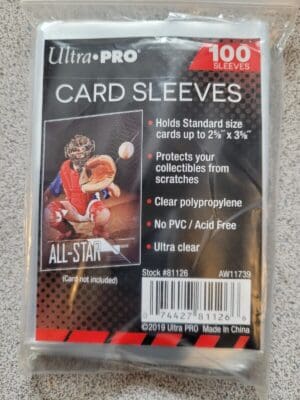 Ultra•PRO®
100
SLEEVES
CARD SLEEVES
• Holds Standard size
cards up to 2⅝" x 3⅝"
• Protects your
collectibles from
scratches
• Clear polypropylene
• No PVC / Acid Free
• Ultra clear
ALL-STAR
(Card not included)
Stock #81126
AW11739
0 74427 81126 6
©2019 Ultra PRO Made In China